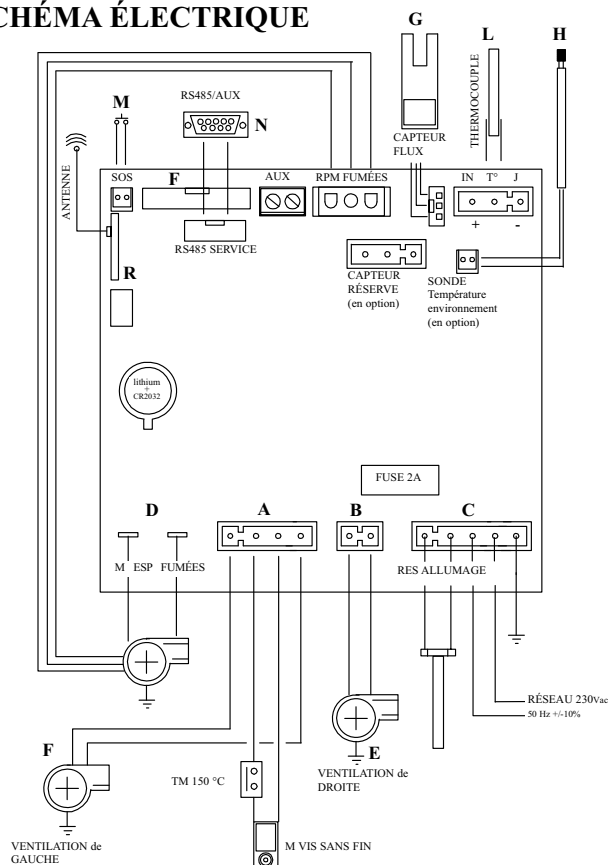 CHÉMA ÉLECTRIQUE
G
L
H
RS485/AUX
M
N
THERMOCOUPLE
CAPTEUR
FLUX
ANTENNE
SOS
F
AUX
RPM FUMÉES
IN T° J
+ -
RS485 SERVICE
R
CAPTEUR
RÉSERVE
(en option)
SONDE
Température
environnement
(en option)
lithium
+
CR2032
FUSE 2A
D
A
B
C
M ESP FUMÉES
RES ALLUMAGE
RÉSEAU 230Vac
50 Hz +/-10%
F
E
TM 150 °C
VENTILATION de
DROITE
M VIS SANS FIN
VENTILATION de
GAUCHE